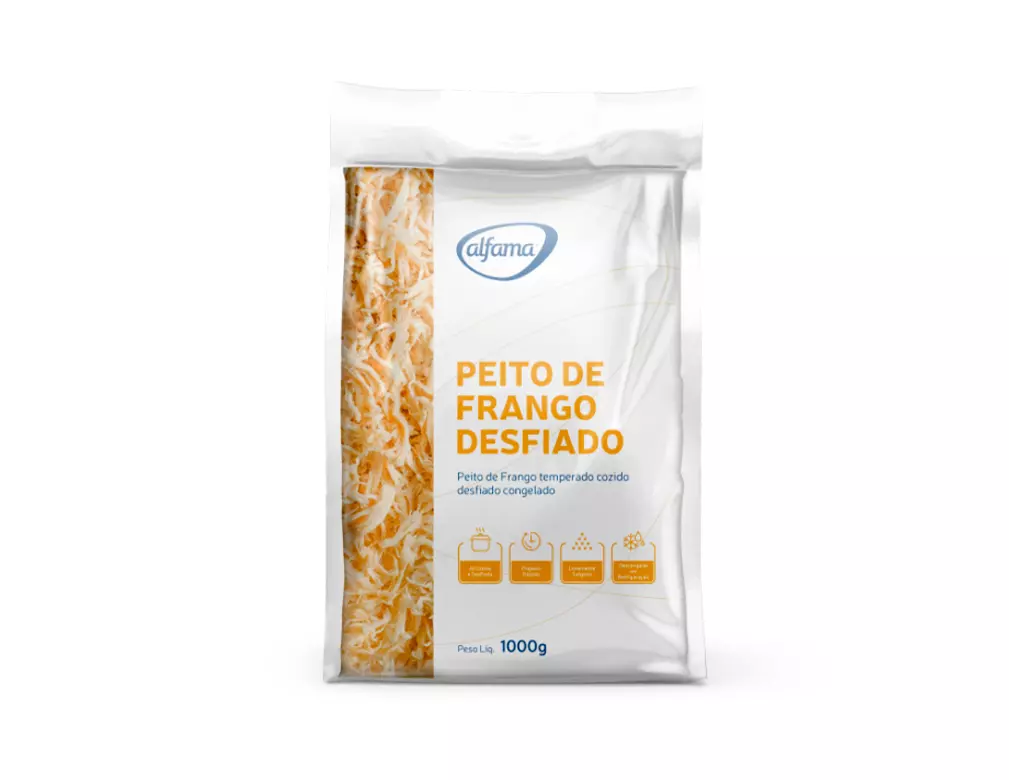 alfama
PEITO DE
FRANGO
DESFIADO
Peito de Frango temperado cozido
desfiado congelado
Peso Líq. 1000g